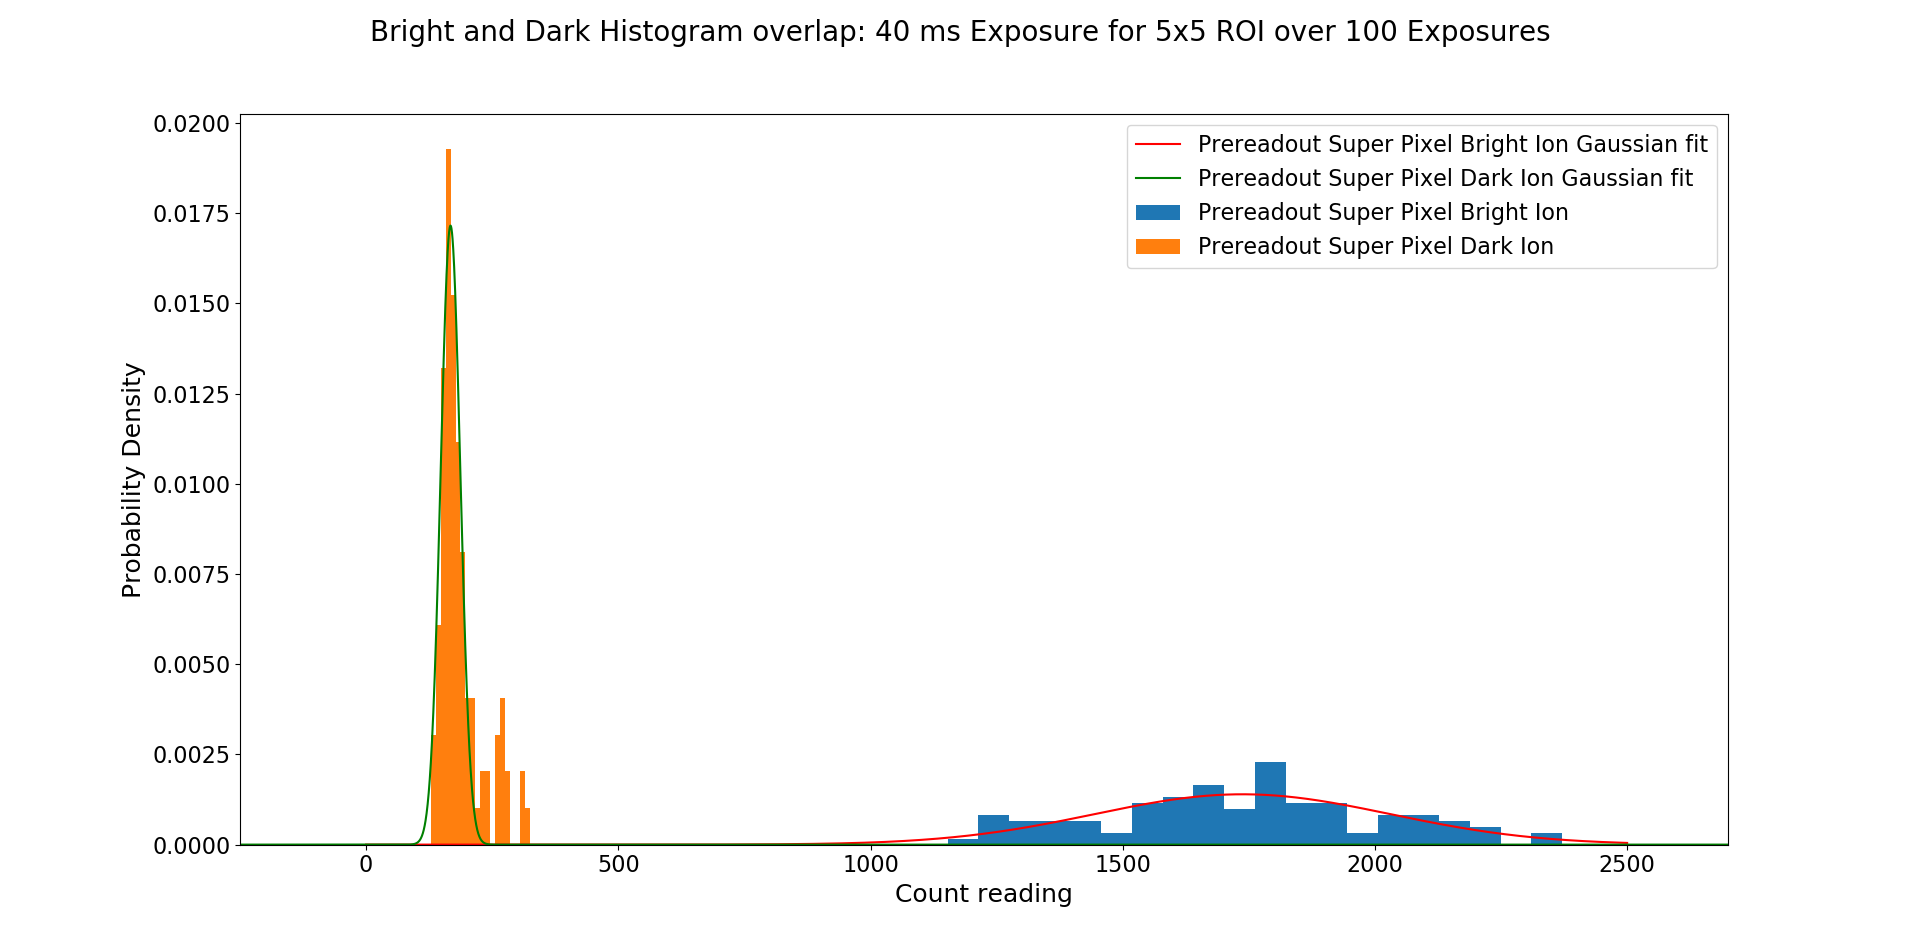 Bright and Dark Histogram overlap: 40 ms Exposure for 5x5 ROI over 100 Exposures
Prereadout Super Pixel Bright Ion Gaussian fit
Prereadout Super Pixel Dark Ion Gaussian fit
Prereadout Super Pixel Bright Ion
Prereadout Super Pixel Dark Ion
Probability Density
0.0200
0.0175
0.0150
0.0125
0.0100
0.0075
0.0050
0.0025
0.0000
0 500 1000 1500 2000 2500
Count reading